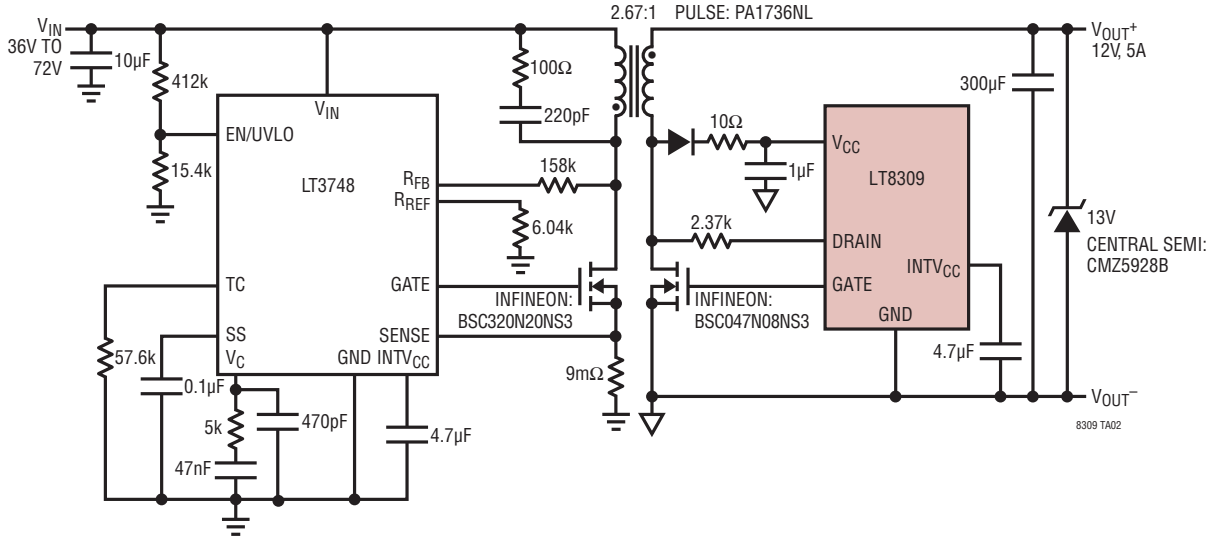 2.67:1 PULSE: PA1736NL
VIN
36V TO
72V
10µF
412k
15.4k
100Ω
220pF
VIN
EN/UVLO
LT3748
RFB
RREF
158k
6.04k
TC
GATE
SS
VC
SENSE
GND INTVCC
57.6k
0.1µF
5k
470pF
47nF
4.7µF
INFINEON:
BSC320N20NS3
9mΩ
10Ω
1µF
2.37k
INFINEON:
BSC047N08NS3
VCC
LT8309
DRAIN
INTVCC
GATE
GND
4.7µF
300µF
VOUT+
12V, 5A
13V
CENTRAL SEMI:
CMZ5928B
VOUT–
8309 TA02